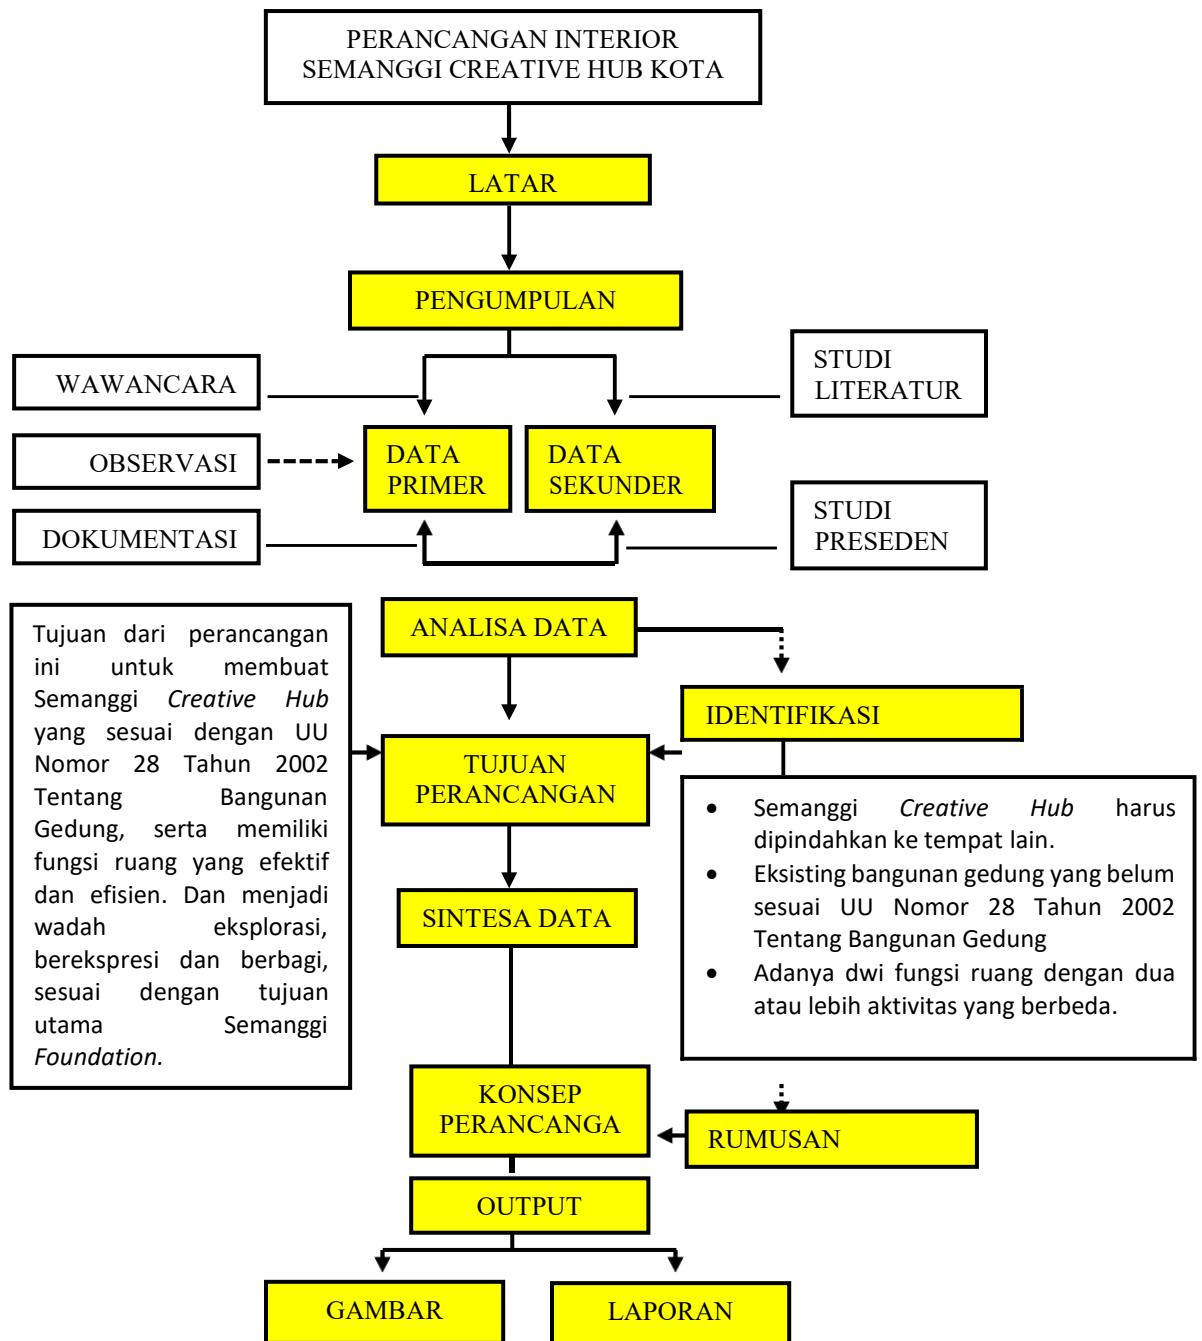 PERANCANGAN INTERIOR
SEMANGGI CREATIVE HUB KOTA
LATAR
PENGUMPULAN
WAWANCARA
STUDI
LITERATUR
OBSERVASI
DATA
PRIMER
DATA
SEKUNDER
DOKUMENTASI
STUDI
PRESEDEN
ANALISA DATA
Tujuan dari perancangan
ini untuk membuat
Semanggi Creative Hub
yang sesuai dengan UU
Nomor 28 Tahun 2002
Tentang Bangunan
Gedung, serta memiliki
fungsi ruang yang efektif
dan efisien. Dan menjadi
wadah eksplorasi,
berekspresi dan berbagi,
sesuai dengan tujuan
utama Semanggi
Foundation.
IDENTIFIKASI
TUJUAN
PERANCANGAN
• Semanggi Creative Hub harus
dipindahkan ke tempat lain.
• Eksisting bangunan gedung yang belum
sesuai UU Nomor 28 Tahun 2002
Tentang Bangunan Gedung
• Adanya dwi fungsi ruang dengan dua
atau lebih aktivitas yang berbeda.
SINTESA DATA
KONSEP
PERANCANGA
RUMUSAN
OUTPUT
GAMBAR
LAPORAN